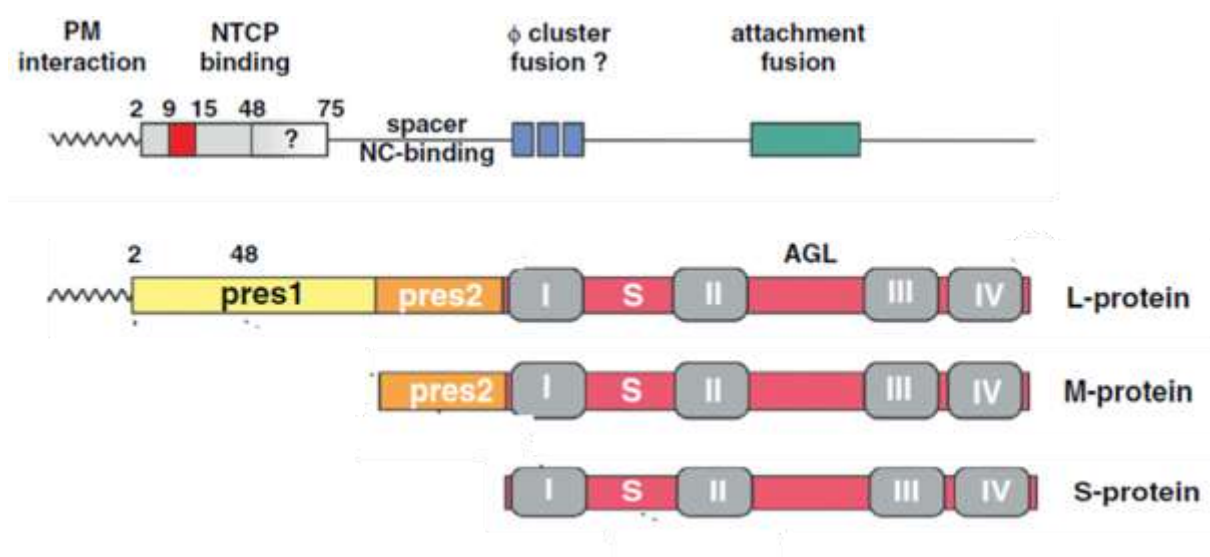 PM interaction
NTCP binding
ϕ cluster fusion ?
attachment fusion
2 9 15 48 75
?
spacer
NC-binding
2 48 AGL
pres1 pres2 I S II III IV L-protein
pres2 I S II III IV M-protein
I S II III IV S-protein